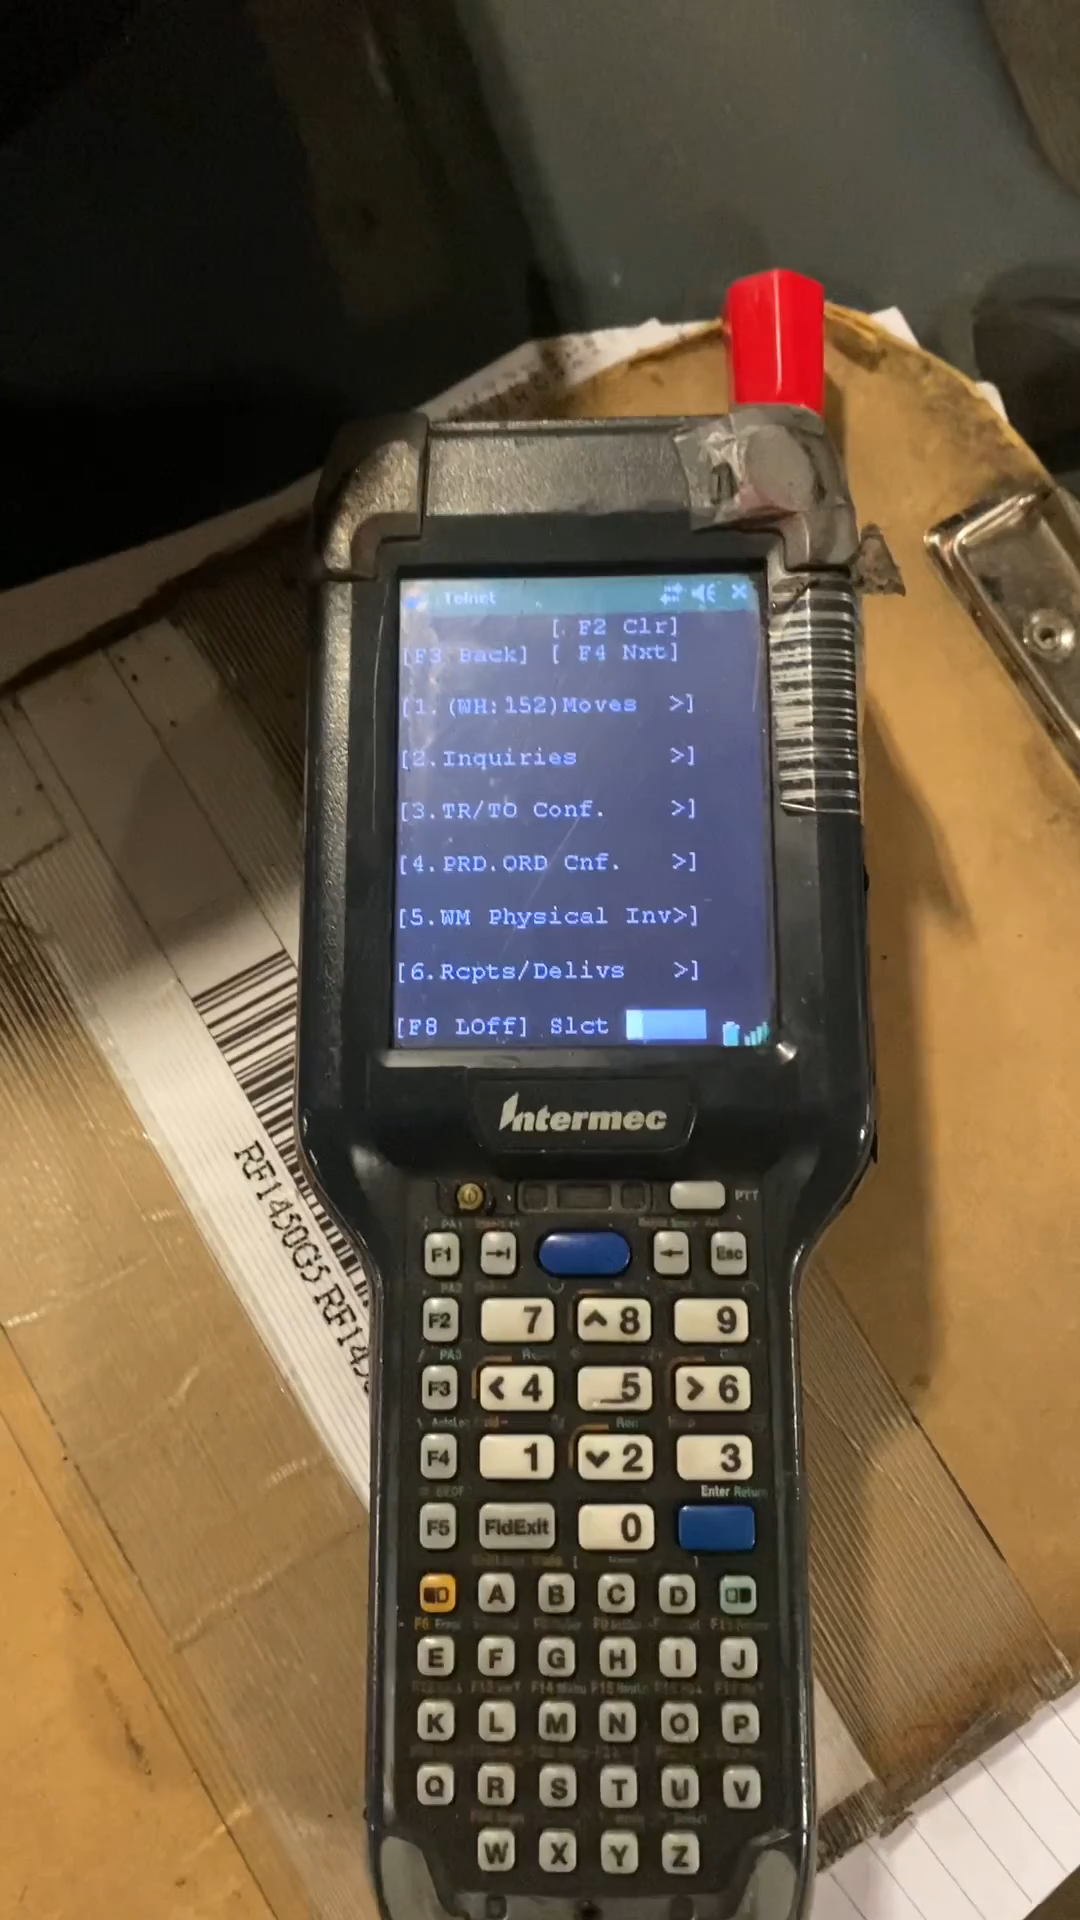 Telnet
[ F2 Clr]
[F3 Back] [ F4 Nxt]
[1.(WH:152)Moves >]
[2.Inquiries >]
[3.TR/TO Conf. >]
[4.PRD.ORD Cnf. >]
[5.WM Physical Inv>]
[6.Rcpts/Delivs >]
[F8 LOff] Slct
Intermec
RF1450G5 RF145
PTT
F1 Esc
F2 7 8 9
PA3
F3 4 5 6
F4 1 2 3
Enter Return
F5 FldExit 0
A B C D
E F G H I J
K L M N O P
Q R S T U V
W X Y Z